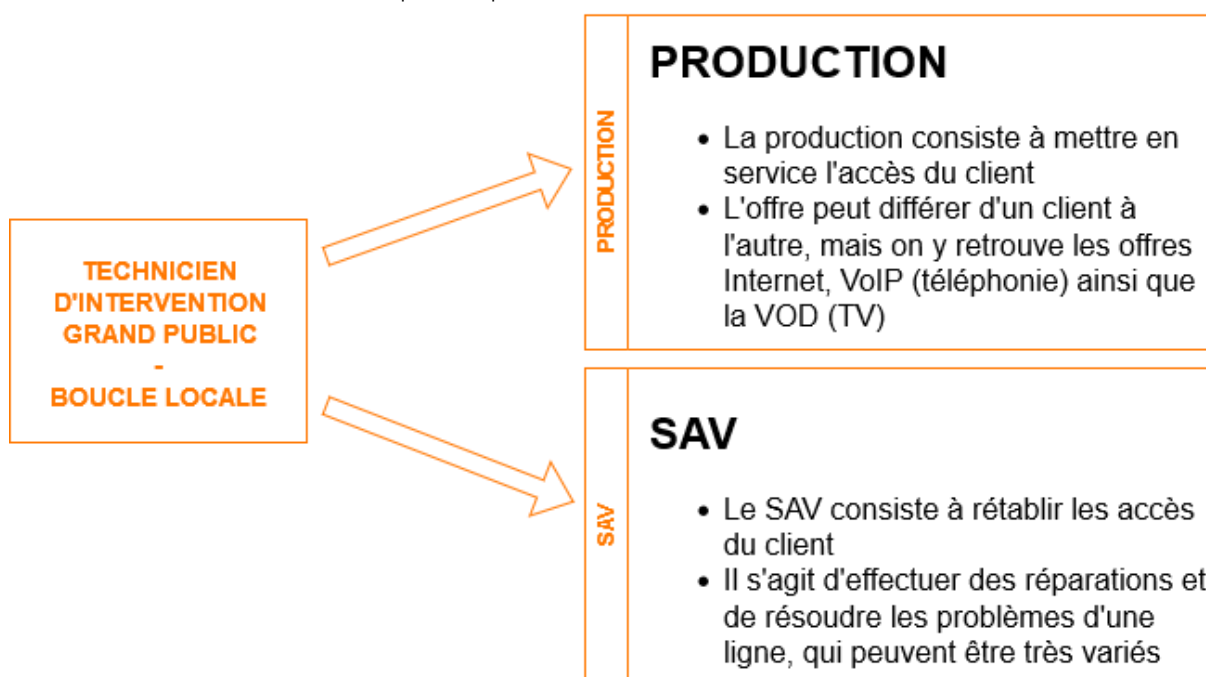 TECHNICIEN
D'INTERVENTION
GRAND PUBLIC
-
BOUCLE LOCALE
PRODUCTION
PRODUCTION
• La production consiste à mettre en
service l'accès du client
• L'offre peut différer d'un client à
l'autre, mais on y retrouve les offres
Internet, VoIP (téléphonie) ainsi que
la VOD (TV)
SAV
SAV
• Le SAV consiste à rétablir les accès
du client
• Il s'agit d'effectuer des réparations et
de résoudre les problèmes d'une
ligne, qui peuvent être très variés